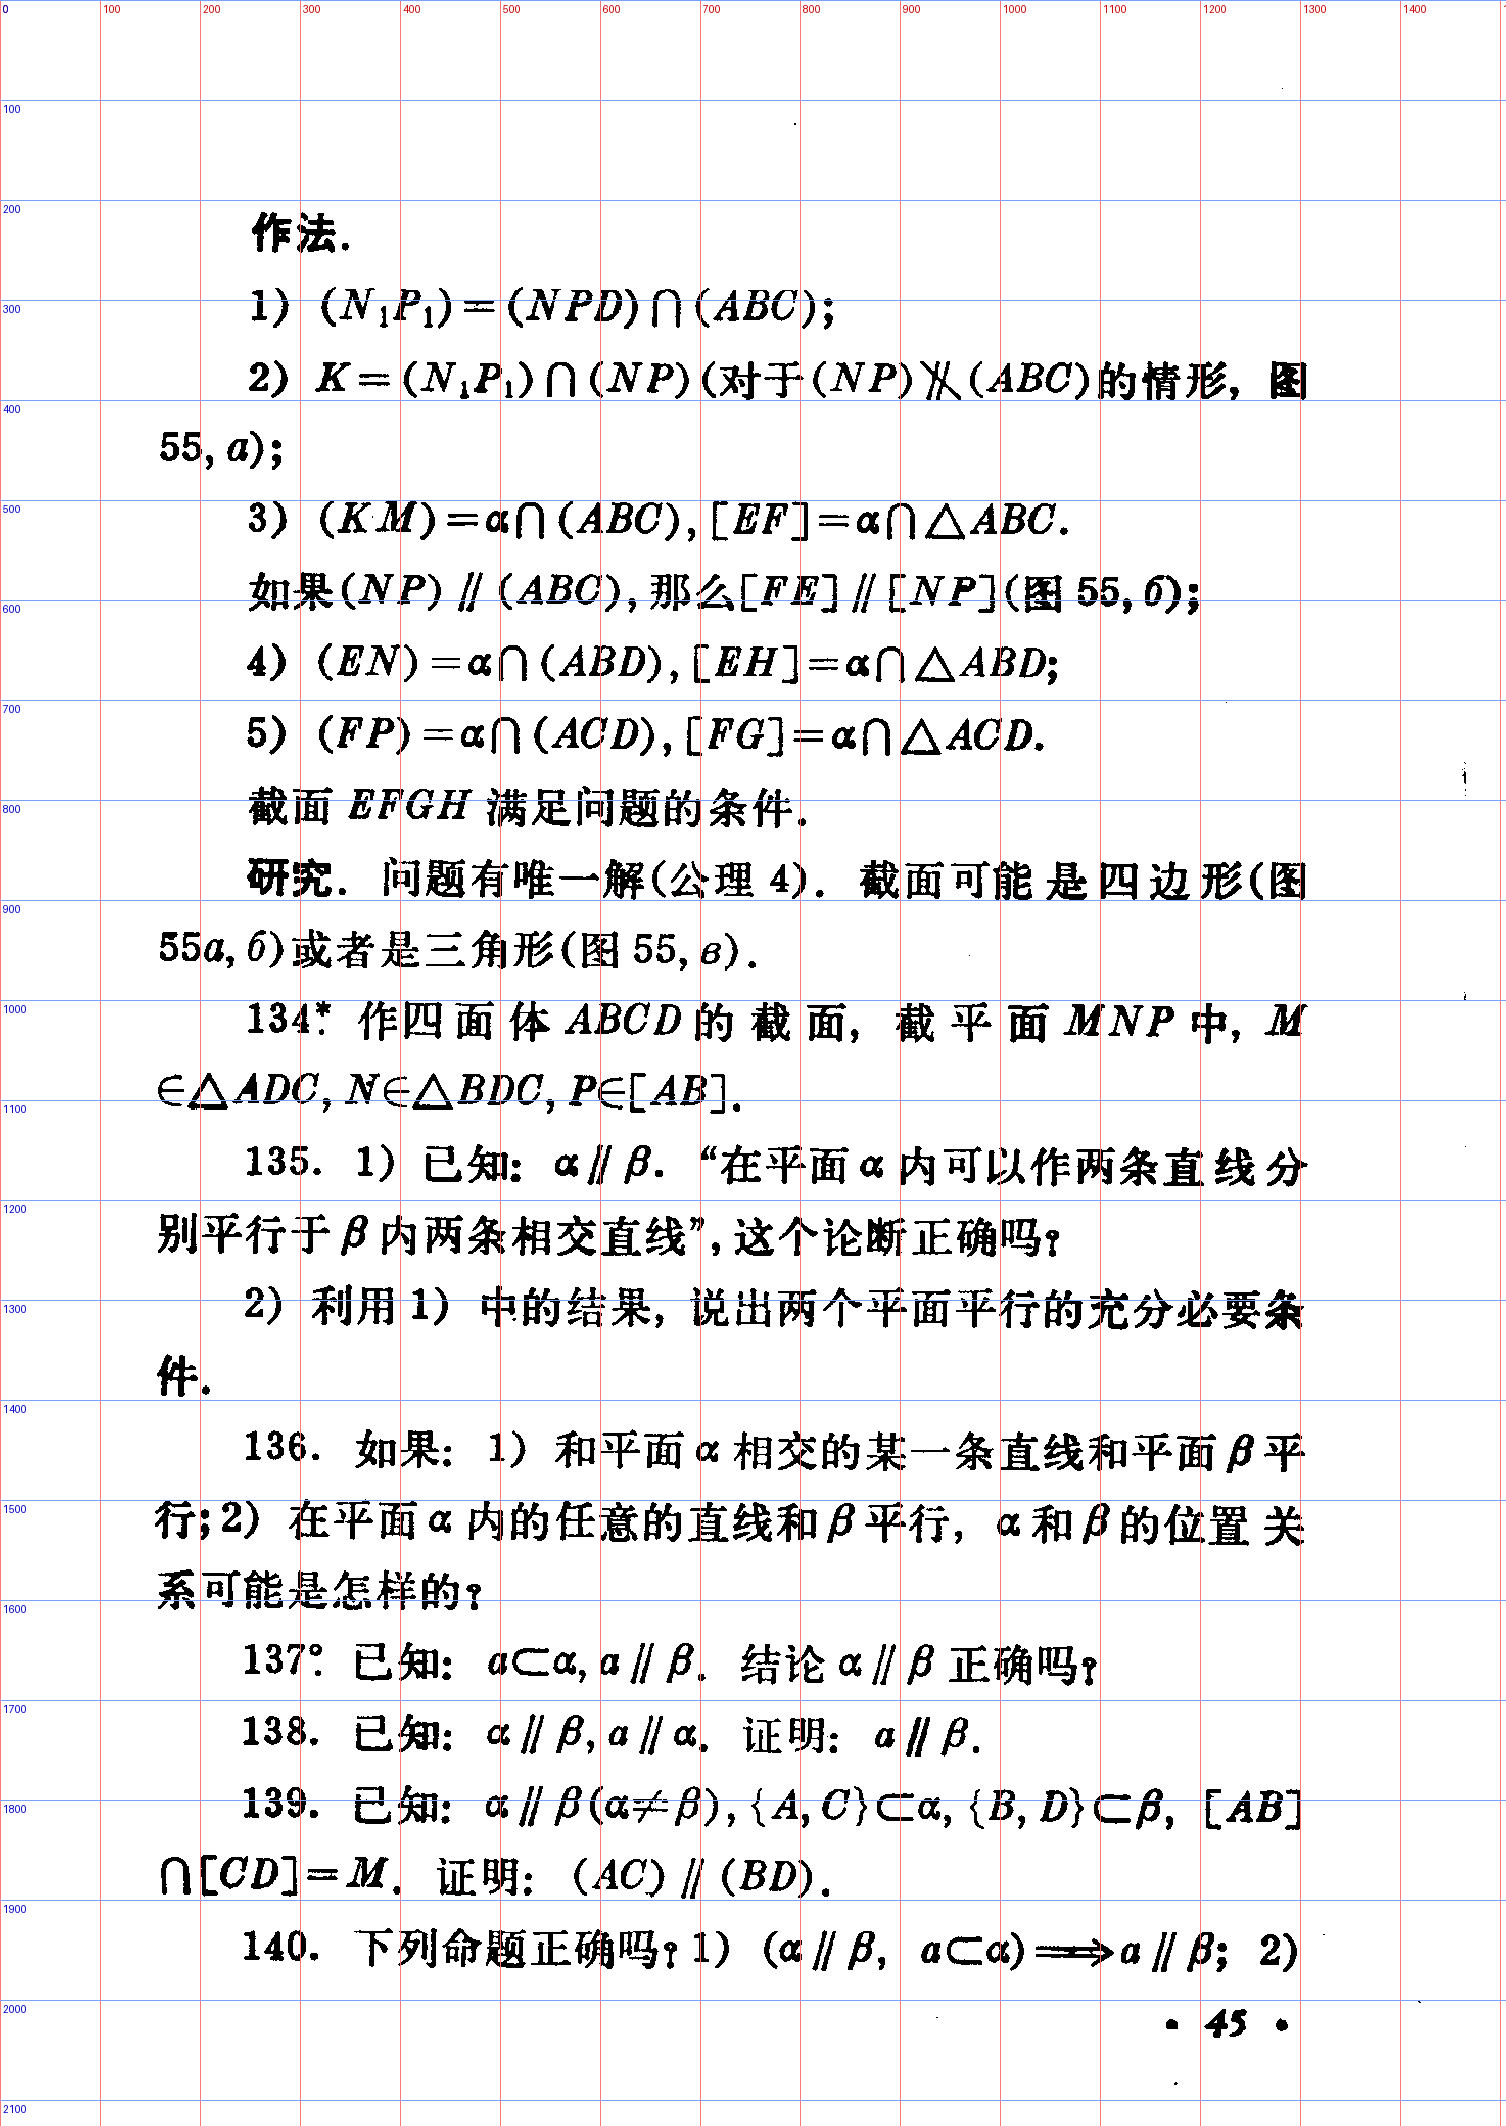 作法.
1) (N₁P₁)=(NPD)∩(ABC);
2) K=(N₁P₁)∩(NP)(对于(NP)∦(ABC)的情形, 图
55, a);
3) (KM)=α∩(ABC), [EF]=α∩△ABC.
如果(NP)∥(ABC), 那么[FE]∥[NP](图 55, б);
4) (EN)=α∩(ABD), [EH]=α∩△ABD;
5) (FP)=α∩(ACD), [FG]=α∩△ACD.
截面 EFGH 满足问题的条件.
研究. 问题有唯一解(公理 4). 截面可能是四边形(图
55a, б)或者是三角形(图 55, в).
134*. 作四面体 ABCD 的截面, 截平面 MNP 中, M
∈△ADC, N∈△BDC, P∈[AB].
135. 1) 已知: α∥β. “在平面 α 内可以作两条直线分
别平行于 β 内两条相交直线”, 这个论断正确吗?
2) 利用 1) 中的结果, 说出两个平面平行的充分必要条
件.
136. 如果: 1) 和平面 α 相交的某一条直线和平面 β 平
行; 2) 在平面 α 内的任意的直线和 β 平行, α 和 β 的位置关
系可能是怎样的?
137°. 已知: a⊂α, a∥β. 结论 α∥β 正确吗?
138. 已知: α∥β, a∥α. 证明: a∥β.
139. 已知: α∥β(α≠β), {A, C}⊂α, {B, D}⊂β, [AB]
∩[CD]=M. 证明: (AC)∥(BD).
140. 下列命题正确吗? 1) (α∥β, a⊂α)⟹a∥β; 2)
• 45 •